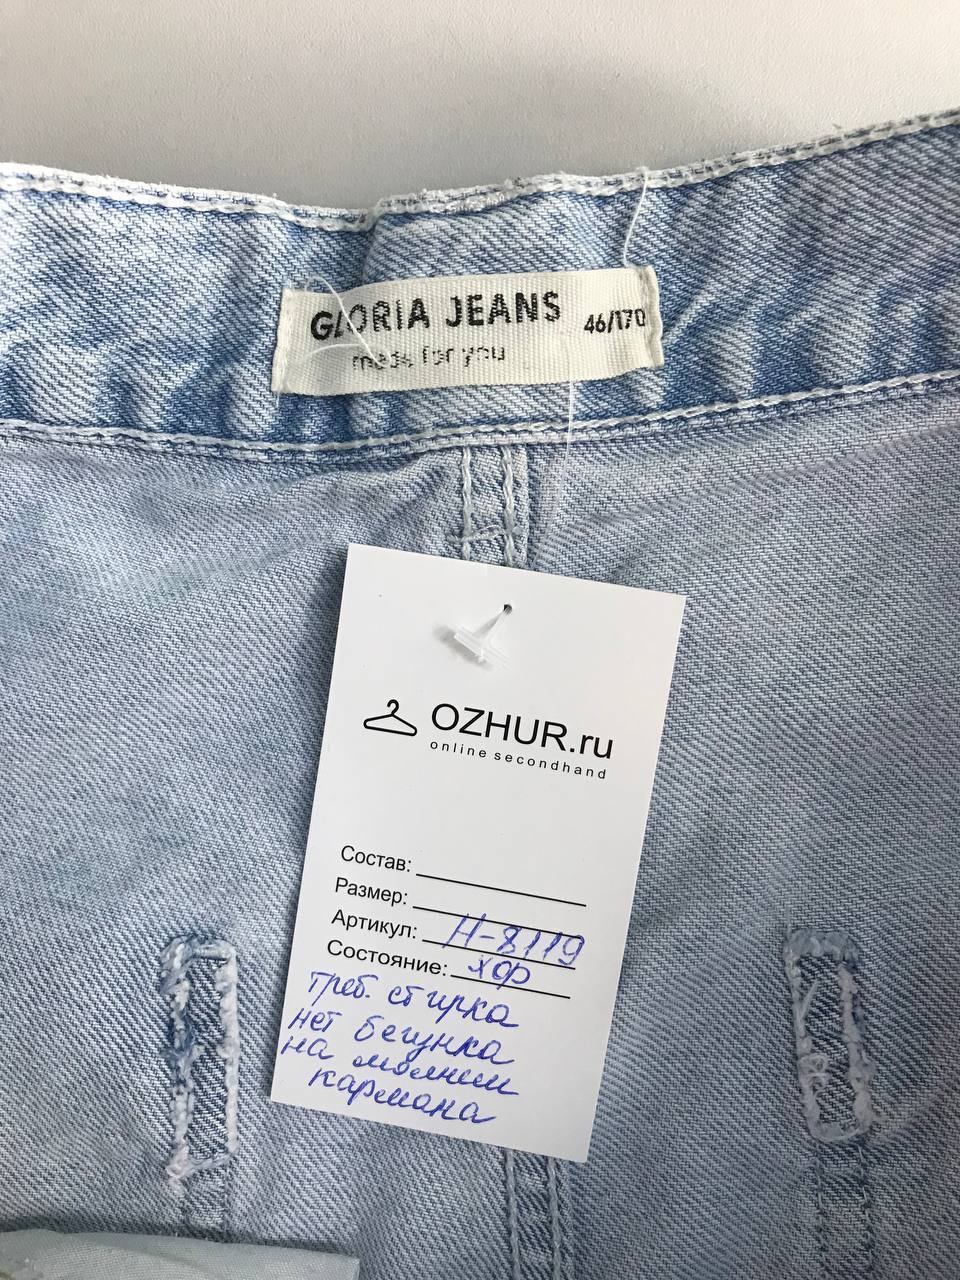 GLORIA JEANS
46/170
made for you
OZHUR.ru
online secondhand
Состав:
Размер:
Артикул: Н-8119
Состояние: хор
треб. стирка
нет бегунка
на молнии
кармана